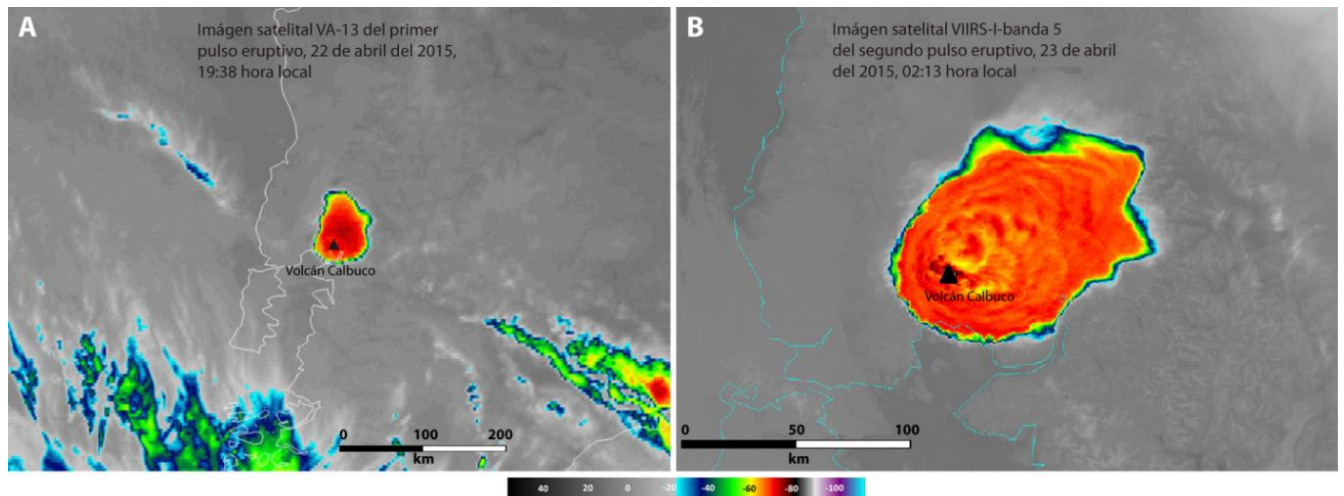 A
Imágen satelital VA-13 del primer
pulso eruptivo, 22 de abril del 2015,
19:38 hora local
Volcán Calbuco
0 100 200
km
B
Imágen satelital VIIRS-I-banda 5
del segundo pulso eruptivo, 23 de abril
del 2015, 02:13 hora local
Volcán Calbuco
0 50 100
km
40 20 0 -20 -40 -60 -80 -100